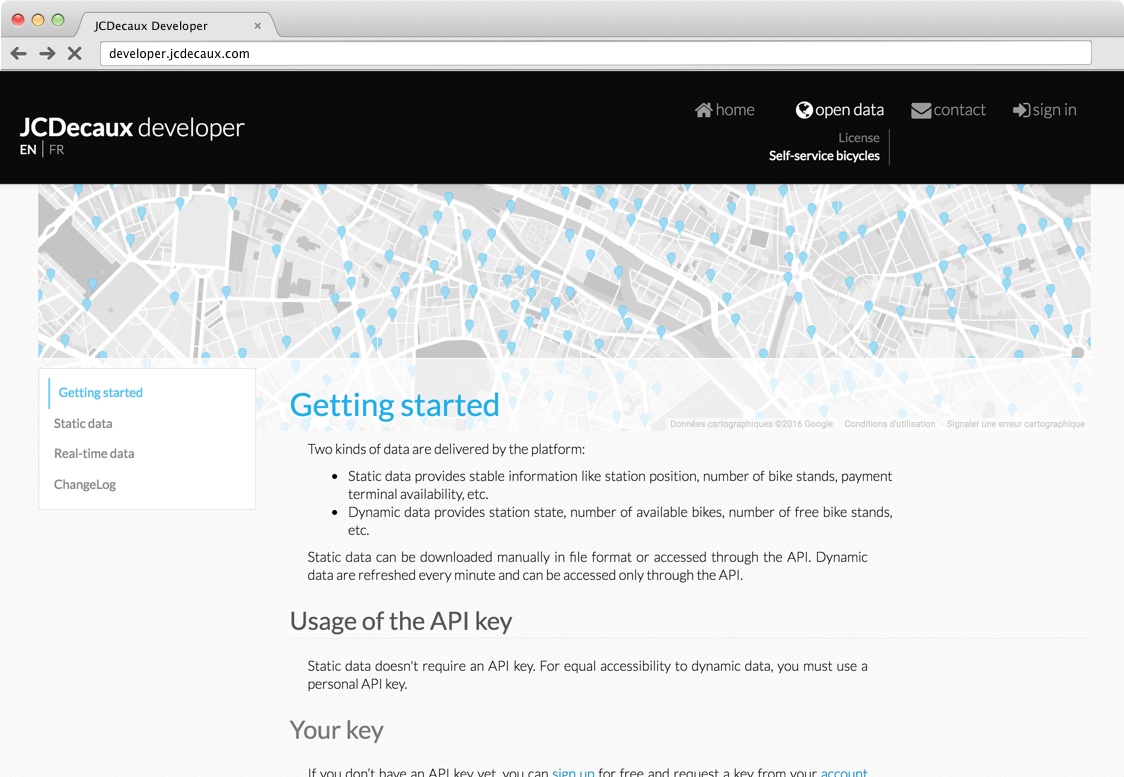 JCDecaux Developer
developer.jcdecaux.com
JCDecaux developer
EN | FR
home
open data
contact
sign in
License
Self-service bicycles
Getting started
Static data
Real-time data
ChangeLog
Getting started
Données cartographiques ©2016 Google Conditions d'utilisation Signaler une erreur cartographique
Two kinds of data are delivered by the platform:
• Static data provides stable information like station position, number of bike stands, payment
terminal availability, etc.
• Dynamic data provides station state, number of available bikes, number of free bike stands,
etc.
Static data can be downloaded manually in file format or accessed through the API. Dynamic
data are refreshed every minute and can be accessed only through the API.
Usage of the API key
Static data doesn't require an API key. For equal accessibility to dynamic data, you must use a
personal API key.
Your key
If you don't have an API key yet, you can sign up for free and request a key from your account